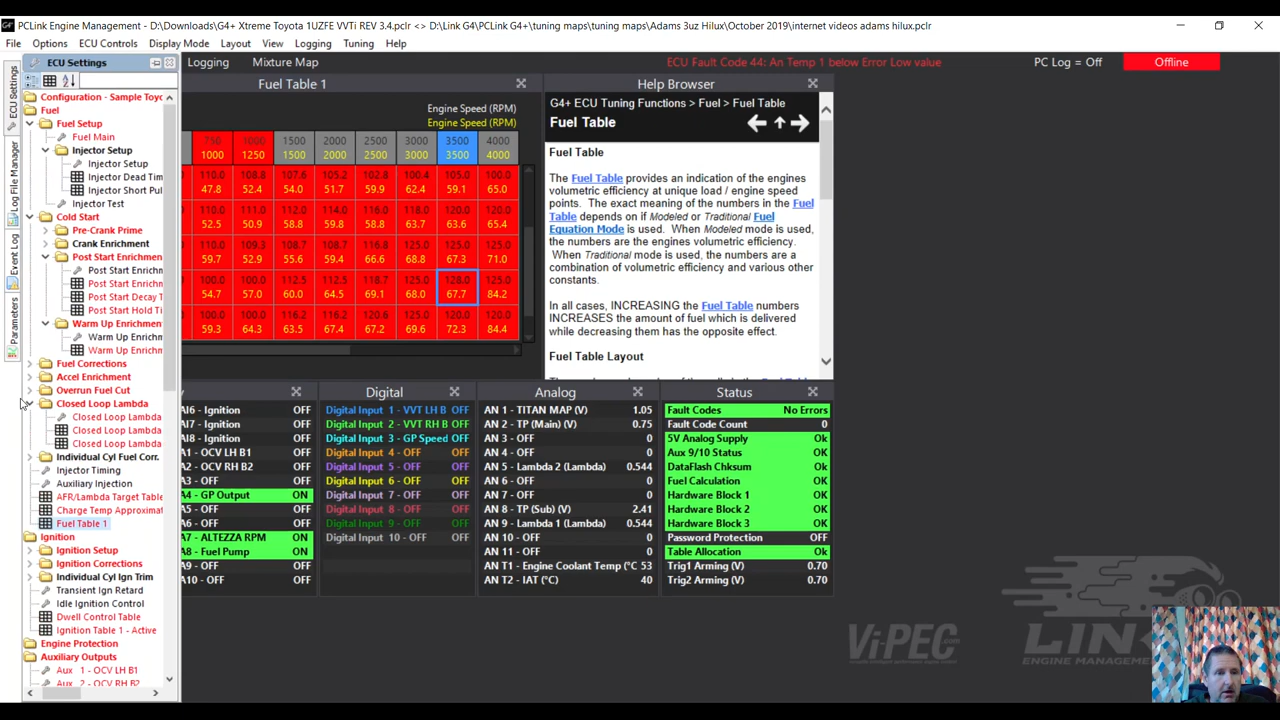 PCLink Engine Management - D:\Downloads\G4+ Xtreme Toyota 1UZFE VVTi REV 3.4.pclr <> D:\Link G4\PCLink G4+\tuning maps\tuning maps\Adams 3uz Hilux\October 2019\internet videos adams hilux.pclr
File Options ECU Controls Display Mode Layout View Logging Tuning Help
ECU Settings
Logging Mixture Map
ECU Fault Code 44: An Temp 1 below Error Low value
PC Log = Off
Offline
ECU Settings
Log File Manager
Event Log
Parameters
Configuration - Sample Toyo
Fuel
Fuel Setup
Fuel Main
Injector Setup
Injector Setup
Injector Dead Tim
Injector Short Pul
Injector Test
Cold Start
Pre-Crank Prime
Crank Enrichment
Post Start Enrichmen
Post Start Enrichn
Post Start Enrichn
Post Start Decay T
Post Start Hold Ti
Warm Up Enrichmen
Warm Up Enrichm
Warm Up Enrichm
Fuel Corrections
Accel Enrichment
Overrun Fuel Cut
Closed Loop Lambda
Closed Loop Lambda
Closed Loop Lambda
Closed Loop Lambda
Individual Cyl Fuel Corr.
Injector Timing
Auxiliary Injection
AFR/Lambda Target Table
Charge Temp Approximat
Fuel Table 1
Ignition
Ignition Setup
Ignition Corrections
Individual Cyl Ign Trim
Transient Ign Retard
Idle Ignition Control
Dwell Control Table
Ignition Table 1 - Active
Engine Protection
Auxiliary Outputs
Aux 1 - OCV LH B1
Aux 2 - OCV RH B2
Fuel Table 1
Engine Speed (RPM)
Engine Speed (RPM)
750 1000 1500 2000 2500 3000 3500 4000
1000 1250 1500 2000 2500 3000 3500 4000
110.0 108.8 107.6 105.2 102.8 100.4 105.0 100.0
47.8 52.4 54.0 51.7 59.9 62.4 59.1 65.0
110.0 111.0 112.0 114.0 116.0 118.0 120.0 120.0
52.5 50.9 58.8 59.8 58.8 63.7 63.6 65.4
110.0 109.3 108.7 108.7 116.8 125.0 125.0 125.0
59.7 52.9 55.6 59.4 66.6 68.8 67.3 71.0
100.0 100.0 112.5 112.5 118.7 125.0 128.0 125.0
54.7 57.0 60.0 64.5 69.1 68.0 67.7 84.2
100.0 100.0 116.2 116.2 120.6 125.0 120.0 120.0
59.3 64.3 63.5 67.4 67.2 69.6 72.3 84.4
Help Browser
G4+ ECU Tuning Functions > Fuel > Fuel Table
Fuel Table
Fuel Table
The Fuel Table provides an indication of the engines
volumetric efficiency at unique load / engine speed
points. The exact meaning of the numbers in the Fuel
Table depends on if Modeled or Traditional Fuel
Equation Mode is used. When Modeled mode is used,
the numbers are the engines volumetric efficiency.
When Traditional mode is used, the numbers are a
combination of volumetric efficiency and various other
constants.
In all cases, INCREASING the Fuel Table numbers
INCREASES the amount of fuel which is delivered
while decreasing them has the opposite effect.
Fuel Table Layout
AI6 - Ignition OFF
AI7 - Ignition OFF
AI8 - Ignition OFF
A1 - OCV LH B1 OFF
A2 - OCV RH B2 OFF
A3 - OFF OFF
A4 - GP Output ON
A5 - OFF OFF
A6 - OFF OFF
A7 - ALTEZZA RPM ON
A8 - Fuel Pump ON
A9 - OFF OFF
A10 - OFF OFF
Digital
Digital Input 1 - VVT LH B OFF
Digital Input 2 - VVT RH B OFF
Digital Input 3 - GP Speed OFF
Digital Input 4 - OFF OFF
Digital Input 5 - OFF OFF
Digital Input 6 - OFF OFF
Digital Input 7 - OFF OFF
Digital Input 8 - OFF OFF
Digital Input 9 - OFF OFF
Digital Input 10 - OFF OFF
Analog
AN 1 - TITAN MAP (V) 1.05
AN 2 - TP (Main) (V) 0.75
AN 3 - OFF 0
AN 4 - OFF 0
AN 5 - Lambda 2 (Lambda) 0.544
AN 6 - OFF 0
AN 7 - OFF 0
AN 8 - TP (Sub) (V) 2.41
AN 9 - Lambda 1 (Lambda) 0.544
AN 10 - OFF 0
AN 11 - OFF 0
AN T1 - Engine Coolant Temp (°C 53
AN T2 - IAT (°C) 40
Status
Fault Codes No Errors
Fault Code Count 0
5V Analog Supply Ok
Aux 9/10 Status OK
DataFlash Chksum OK
Fuel Calculation OK
Hardware Block 1 OK
Hardware Block 2 OK
Hardware Block 3 OK
Password Protection OFF
Table Allocation Ok
Trig1 Arming (V) 0.70
Trig2 Arming (V) 0.70
ViPEC
LINK
ENGINE MANAGEMENT